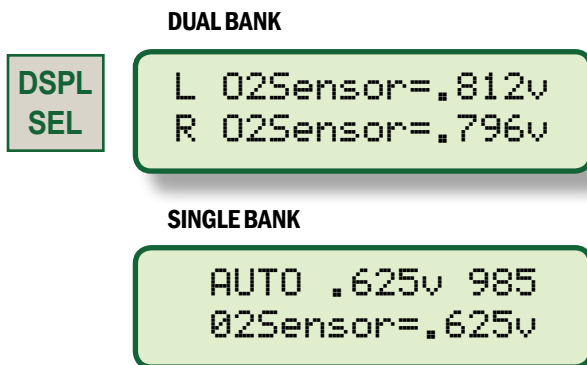 DUAL BANK
DSPL
SEL
L O2Sensor=.812v
R O2Sensor=.796v
SINGLE BANK
AUTO .625v 985
02Sensor=.625v